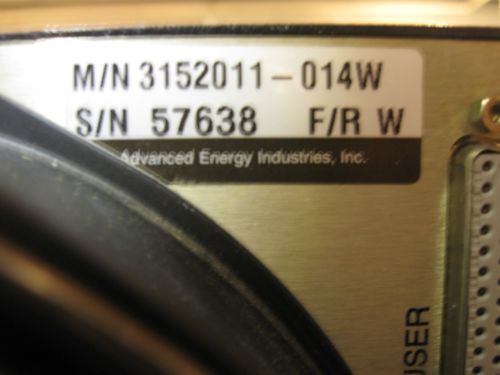 M/N 3152011-014W
S/N 57638 F/R W
Advanced Energy Industries, Inc.
USER